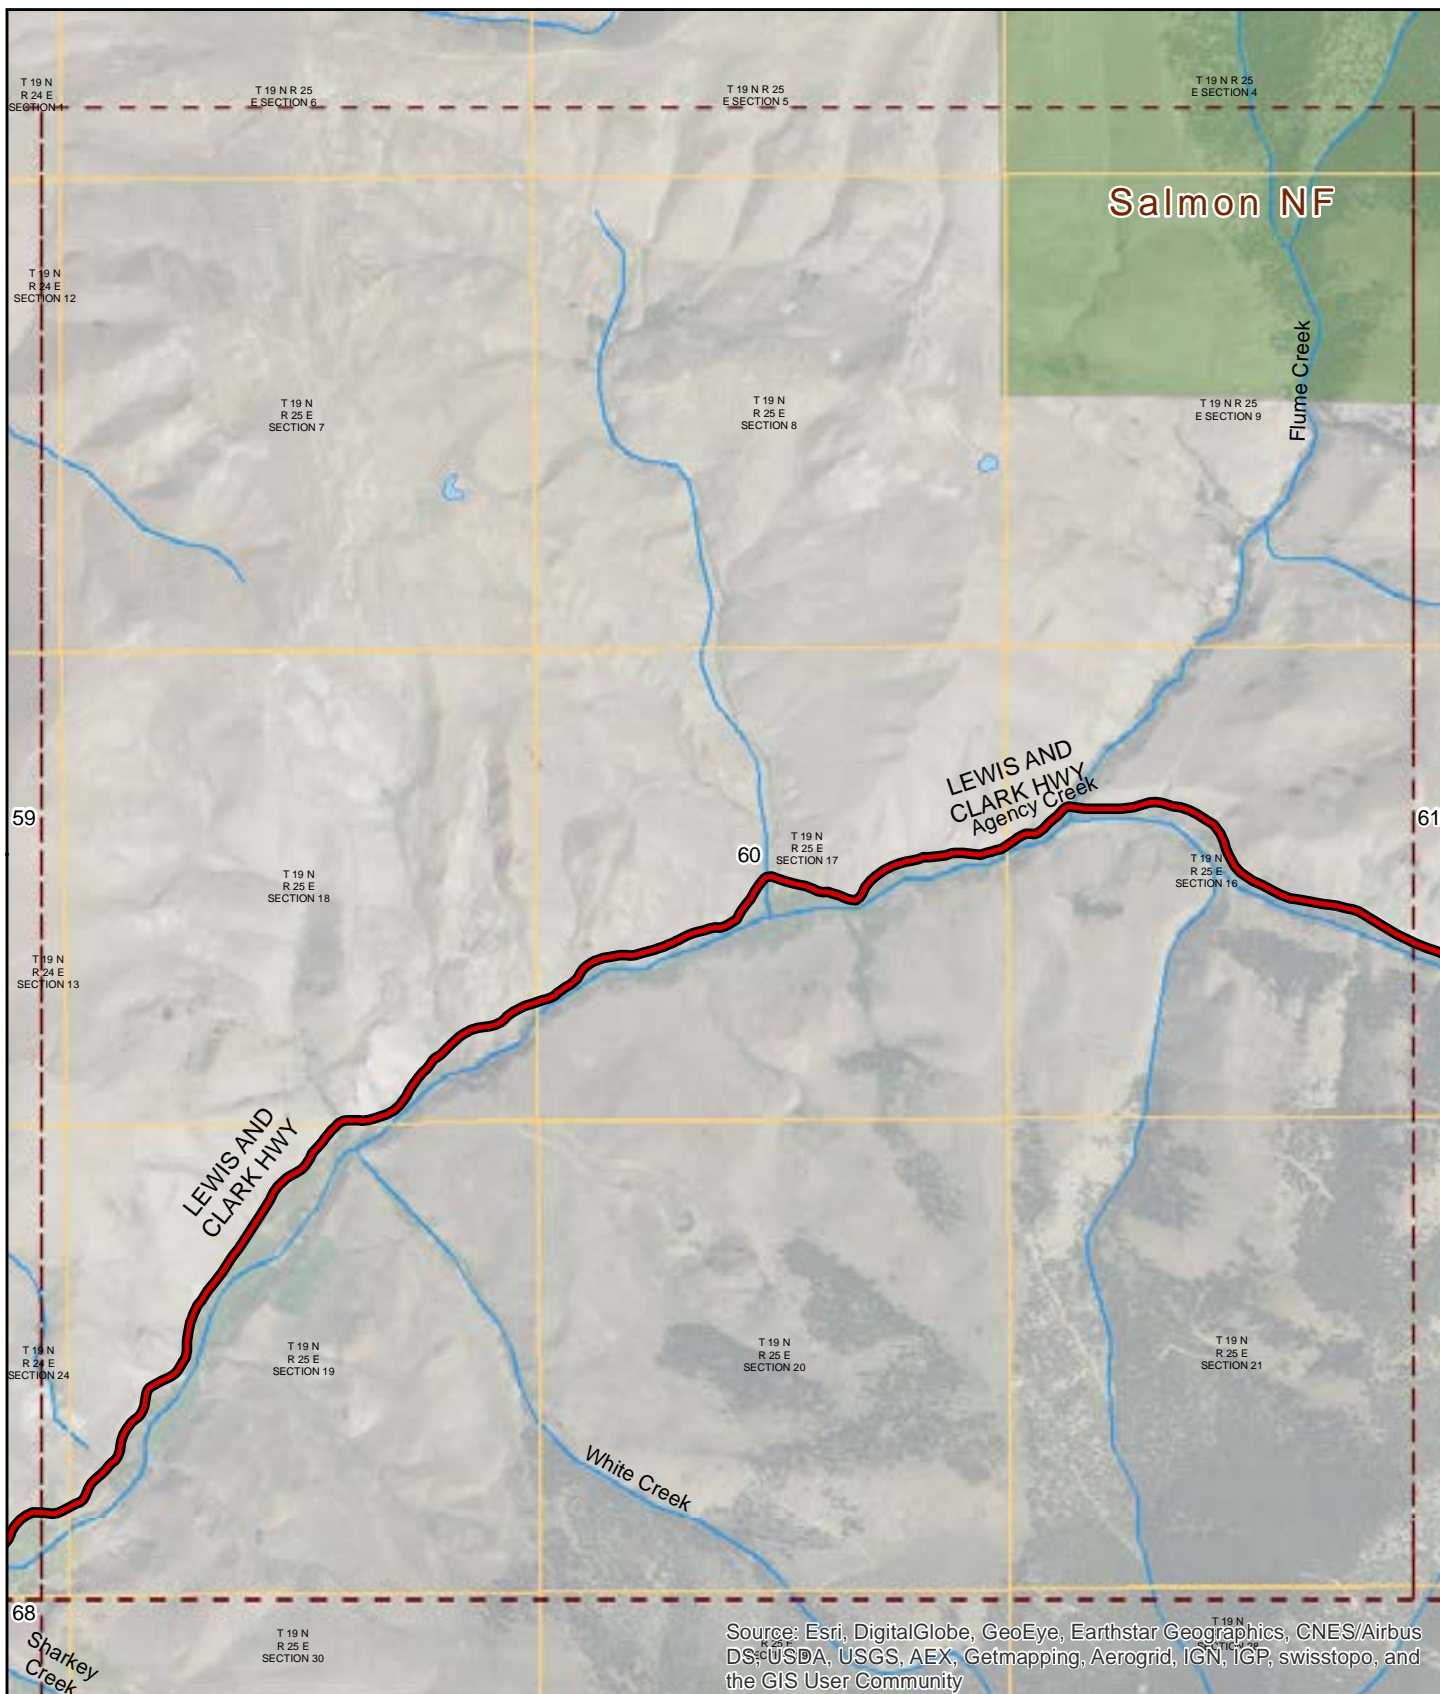 T 19 N
R 24 E
SECTION 1
T 19 N R 25
E SECTION 6
T 19 N R 25
E SECTION 5
T 19 N R 25
E SECTION 4
Salmon NF
T 19 N
R 24 E
SECTION 12
Flume Creek
T 19 N
R 25 E
SECTION 7
T 19 N
R 25 E
SECTION 8
T 19 N R 25
E SECTION 9
LEWIS AND
CLARK HWY
Agency Creek
59
60
61
T 19 N
R 25 E
SECTION 17
T 19 N
R 25 E
SECTION 16
T 19 N
R 25 E
SECTION 18
T 19 N
R 24 E
SECTION 13
LEWIS AND
CLARK HWY
T 19 N
R 24 E
SECTION 24
T 19 N
R 25 E
SECTION 19
T 19 N
R 25 E
SECTION 20
T 19 N
R 25 E
SECTION 21
White Creek
68
Sharkey
Creek
T 19 N
R 25 E
SECTION 30
T 19 N
R 25 E
SECTION 28
Source: Esri, DigitalGlobe, GeoEye, Earthstar Geographics, CNES/Airbus
DS, USDA, USGS, AEX, Getmapping, Aerogrid, IGN, IGP, swisstopo, and
the GIS User Community